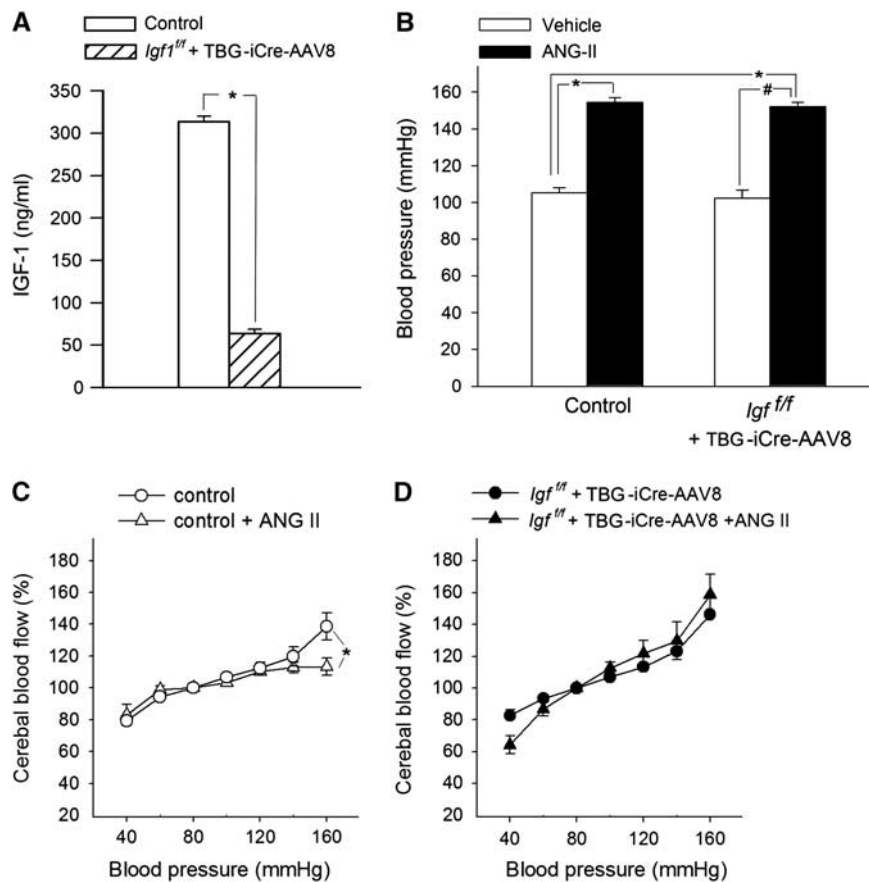 A
Control
Igf1f/f + TBG-iCre-AAV8
350
300
250
200
150
100
50
0
IGF-1 (ng/ml)
*
B
Vehicle
ANG-II
160
140
120
100
80
60
40
20
0
Blood pressure (mmHg)
*
*
#
Control
Igf f/f
+ TBG-iCre-AAV8
C
control
control + ANG II
180
160
140
120
100
80
60
40
20
Cerebal blood flow (%)
*
40 80 120 160
Blood pressure (mmHg)
D
Igf f/f + TBG-iCre-AAV8
Igf f/f + TBG-iCre-AAV8 +ANG II
180
160
140
120
100
80
60
40
20
Cerebal blood flow (%)
40 80 120 160
Blood pressure (mmHg)